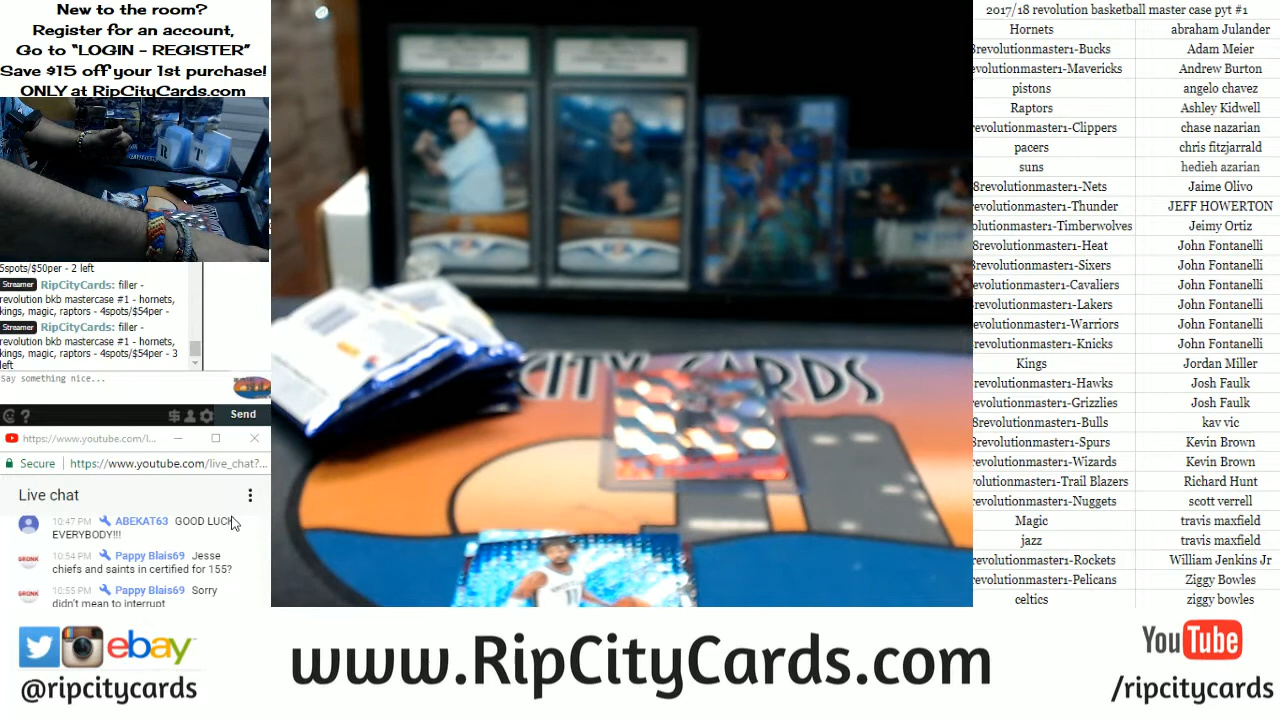 New to the room?
Register for an account,
Go to “LOGIN - REGISTER”
Save $15 off your 1st purchase!
ONLY at RipCityCards.com
R
T
5spots/$50per - 2 left
Streamer RipCityCards: filler -
revolution bkb mastercase #1 - hornets,
kings, magic, raptors - 4spots/$54per -
Streamer RipCityCards: filler -
revolution bkb mastercase #1 - hornets,
kings, magic, raptors - 4spots/$54per - 3
left
Say something nice...
Send
https://www.youtube.com/l...
Secure https://www.youtube.com/live_chat?...
Live chat
10:47 PM ABEKAT63 GOOD LUCK
EVERYBODY!!!
10:54 PM Pappy Blais69 Jesse
chiefs and saints in certified for 155?
10:55 PM Pappy Blais69 Sorry
didn't mean to interrupt
CITY CARDS
11
2017/18 revolution basketball master case pyt #1
Hornets abraham Julander
8revolutionmaster1-Bucks Adam Meier
evolutionmaster1-Mavericks Andrew Burton
pistons angelo chavez
Raptors Ashley Kidwell
evolutionmaster1-Clippers chase nazarian
pacers chris fitzjarrald
suns hedieh azarian
8revolutionmaster1-Nets Jaime Olivo
revolutionmaster1-Thunder JEFF HOWERTON
olutionmaster1-Timberwolves Jeimy Ortiz
8revolutionmaster1-Heat John Fontanelli
revolutionmaster1-Sixers John Fontanelli
evolutionmaster1-Cavaliers John Fontanelli
revolutionmaster1-Lakers John Fontanelli
evolutionmaster1-Warriors John Fontanelli
revolutionmaster1-Knicks John Fontanelli
Kings Jordan Miller
revolutionmaster1-Hawks Josh Faulk
evolutionmaster1-Grizzlies Josh Faulk
8revolutionmaster1-Bulls kav vic
8revolutionmaster1-Spurs Kevin Brown
evolutionmaster1-Wizards Kevin Brown
olutionmaster1-Trail Blazers Richard Hunt
evolutionmaster1-Nuggets scott verrell
Magic travis maxfield
jazz travis maxfield
evolutionmaster1-Rockets William Jenkins Jr
evolutionmaster1-Pelicans Ziggy Bowles
celtics ziggy bowles
ebay
@ripcitycards
www.RipCityCards.com
YouTube
/ripcitycards